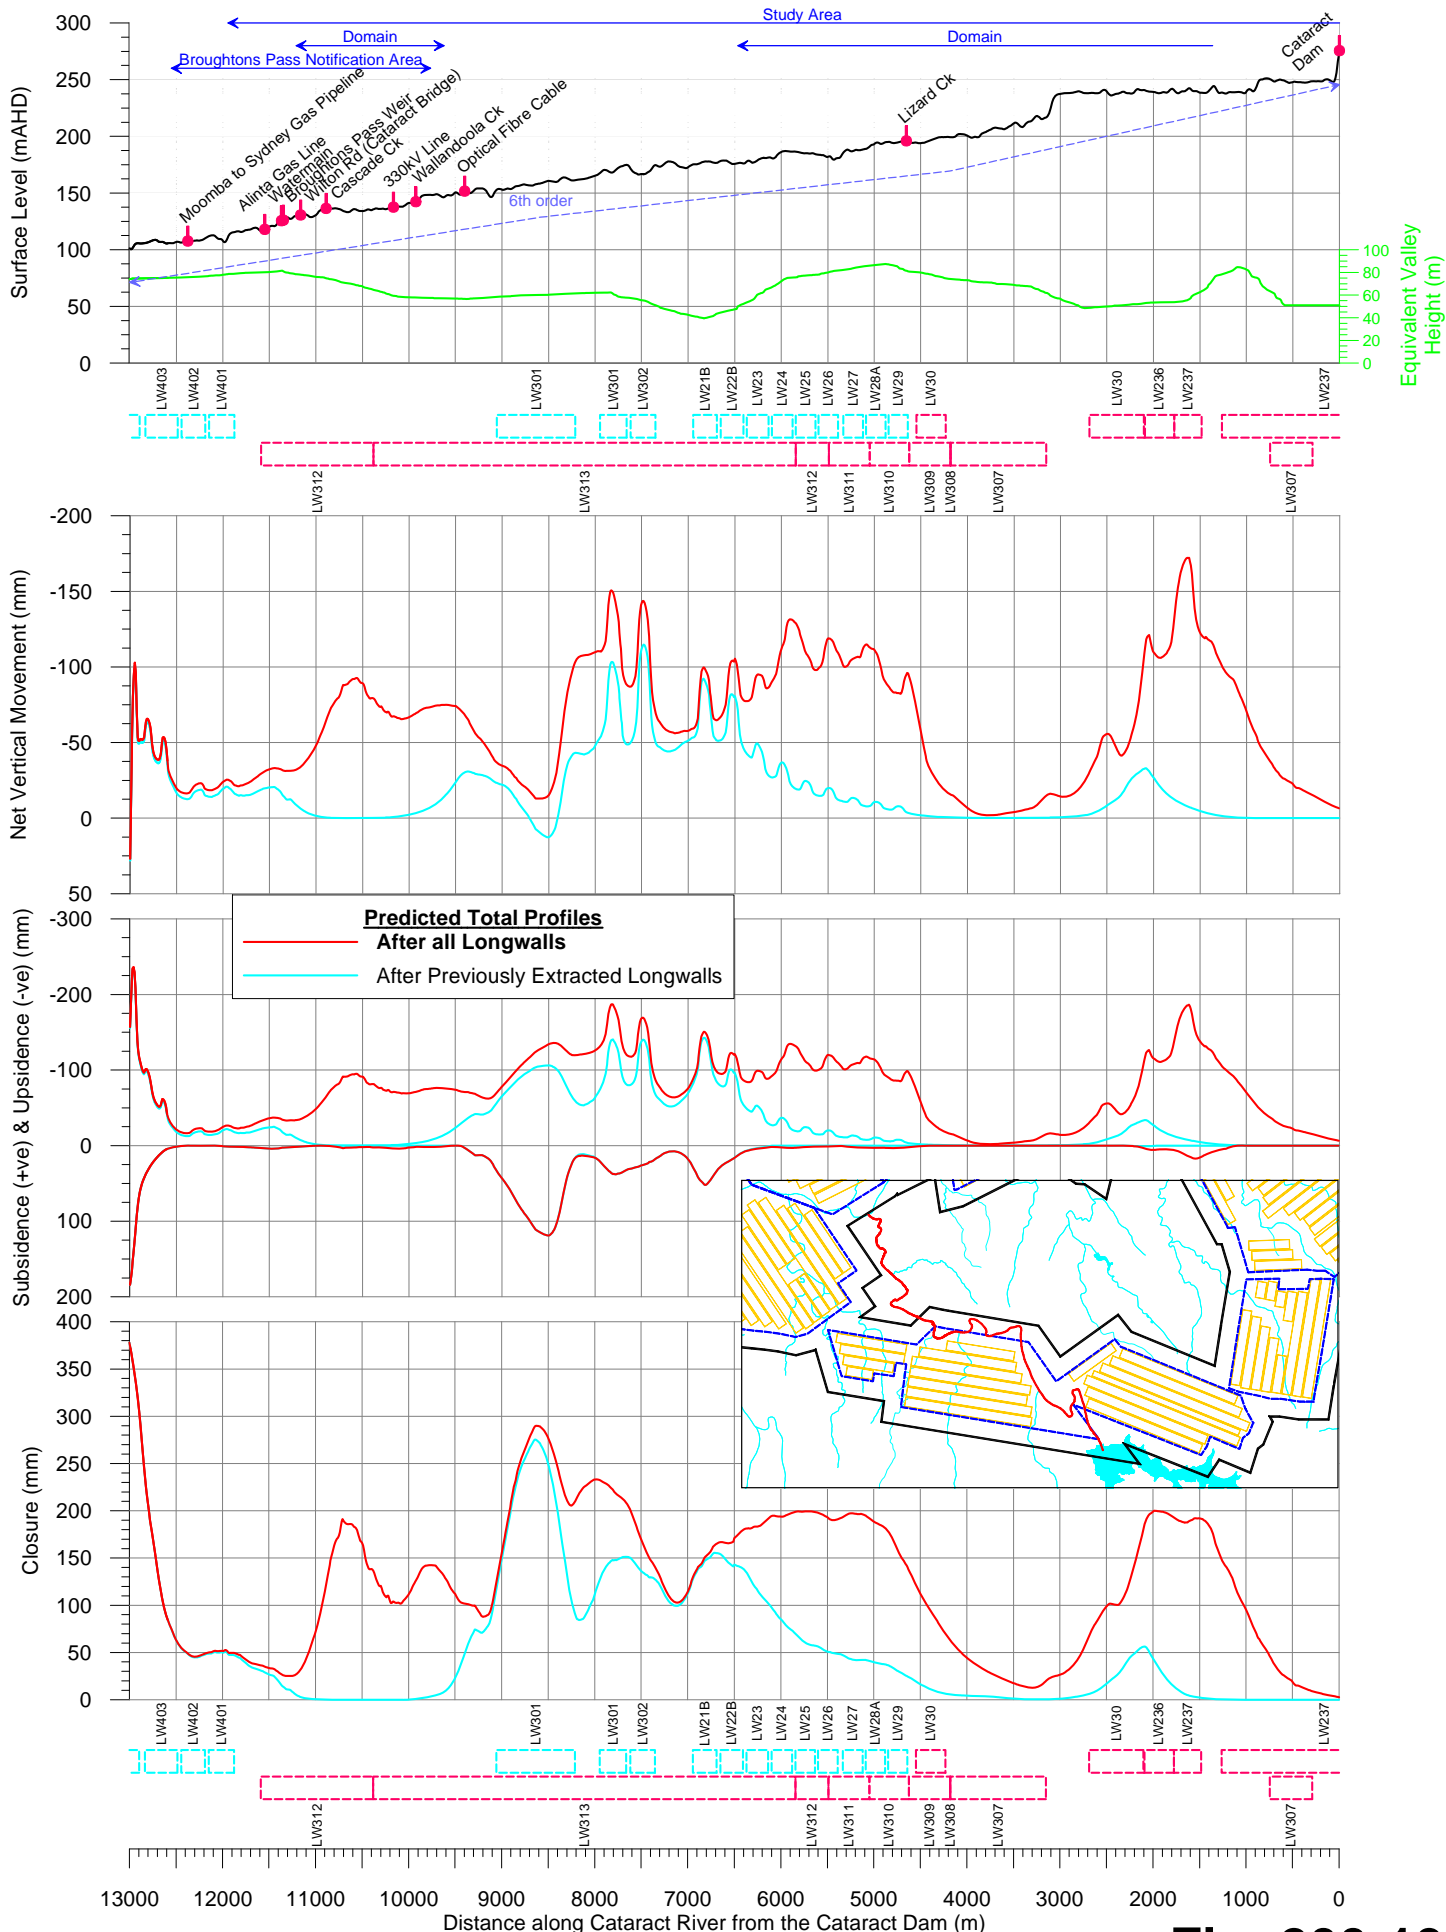 300
250
200
150
100
50
0
Surface Level (mAHD)
Study Area
Domain
Domain
Broughtons Pass Notification Area
Moomba to Sydney Gas Pipeline
Alinta Gas Line
Watermain
Broughtons Pass Weir
Wilton Rd (Cataract Bridge)
Cascade Ck
330kV Line
Wallandoola Ck
Optical Fibre Cable
Lizard Ck
Cataract
Dam
6th order
100
80
60
40
20
0
Equivalent Valley
Height (m)
LW403
LW402
LW401
LW301
LW301
LW302
LW21B
LW22B
LW23
LW24
LW25
LW26
LW27
LW28A
LW29
LW30
LW30
LW236
LW237
LW237
LW312
LW313
LW312
LW311
LW310
LW309
LW308
LW307
LW307
-200
-150
-100
-50
0
50
Net Vertical Movement (mm)
Predicted Total Profiles
After all Longwalls
After Previously Extracted Longwalls
-300
-200
-100
0
100
200
Subsidence (+ve) & Upsidence (-ve) (mm)
400
350
300
250
200
150
100
50
0
Closure (mm)
LW403
LW402
LW401
LW301
LW301
LW302
LW21B
LW22B
LW23
LW24
LW25
LW26
LW27
LW28A
LW29
LW30
LW30
LW236
LW237
LW237
LW312
LW313
LW312
LW311
LW310
LW309
LW308
LW307
LW307
13000 12000 11000 10000 9000 8000 7000 6000 5000 4000 3000 2000 1000 0
Distance along Cataract River from the Cataract Dam (m)